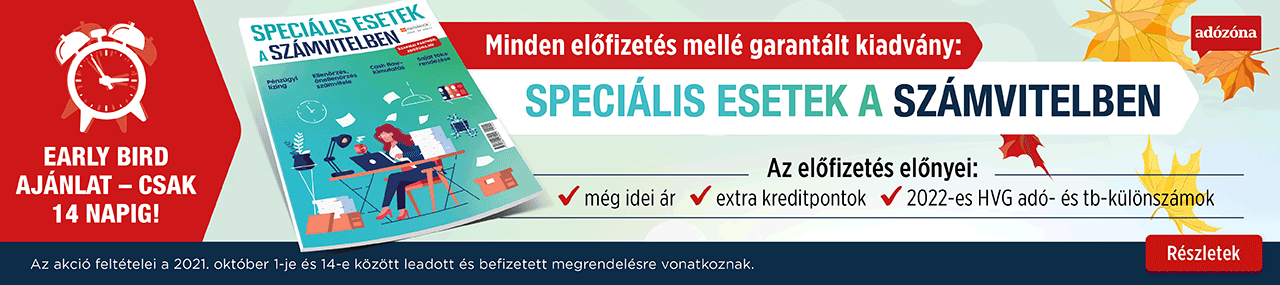 EARLY BIRD
AJÁNLAT – CSAK
14 NAPIG!
SPECIÁLIS ESETEK
A SZÁMVITELBEN
Pénzügyi
lízing
Ellenőrzés,
önellenőrzés
számvitele
Cash flow-
kimutatás
Saját tőke
rendezése
Minden előfizetés mellé garantált kiadvány:
adózóna
SPECIÁLIS ESETEK A SZÁMVITELBEN
Az előfizetés előnyei:
még idei ár
extra kreditpontok
2022-es HVG adó- és tb-különszámok
Az akció feltételei a 2021. október 1-je és 14-e között leadott és befizetett megrendelésre vonatkoznak.
Részletek